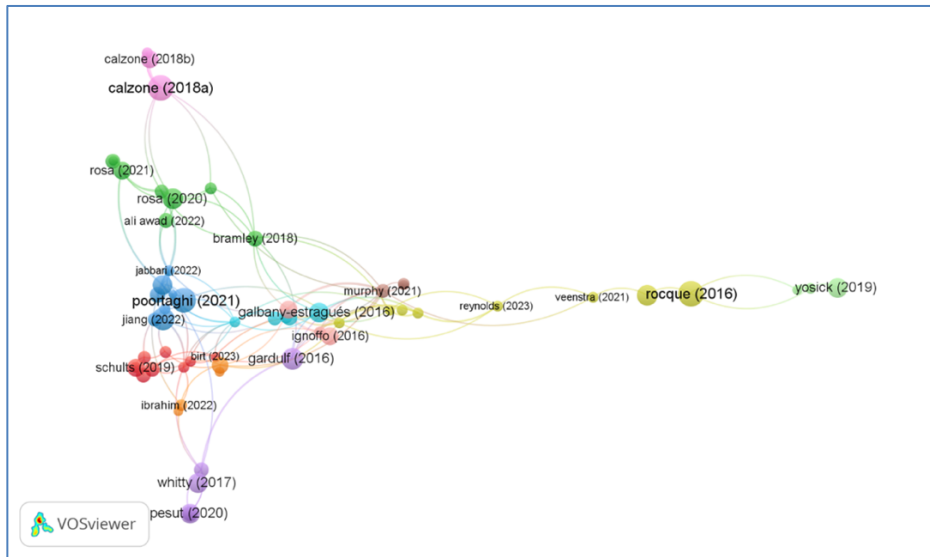 calzone (2018b)
calzone (2018a)
rosa (2021)
rosa (2020)
ali awad (2022)
bramley (2018)
jabbari (2022)
murphy (2021)
yosick (2019)
poortaghi (2021)
rocque (2016)
veenstra (2021)
reynolds (2023)
galbany-estragués (2016)
jiang (2022)
ignoffo (2016)
birt (2023)
gardulf (2016)
schults (2019)
ibrahim (2022)
whitty (2017)
pesut (2020)
VOSviewer